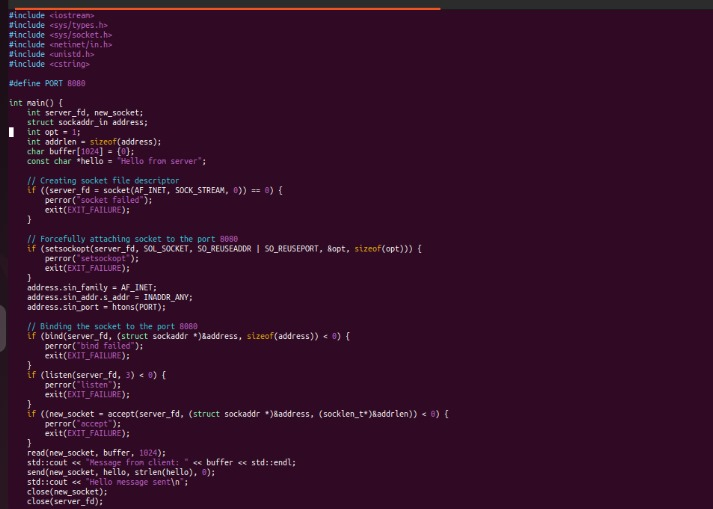 #include <iostream>
#include <sys/types.h>
#include <sys/socket.h>
#include <netinet/in.h>
#include <unistd.h>
#include <cstring>

#define PORT 8080

int main() {
    int server_fd, new_socket;
    struct sockaddr_in address;
    int opt = 1;
    int addrlen = sizeof(address);
    char buffer[1024] = {0};
    const char *hello = "Hello from server";

    // Creating socket file descriptor
    if ((server_fd = socket(AF_INET, SOCK_STREAM, 0)) == 0) {
        perror("socket failed");
        exit(EXIT_FAILURE);
    }

    // Forcefully attaching socket to the port 8080
    if (setsockopt(server_fd, SOL_SOCKET, SO_REUSEADDR | SO_REUSEPORT, &opt, sizeof(opt))) {
        perror("setsockopt");
        exit(EXIT_FAILURE);
    }
    address.sin_family = AF_INET;
    address.sin_addr.s_addr = INADDR_ANY;
    address.sin_port = htons(PORT);

    // Binding the socket to the port 8080
    if (bind(server_fd, (struct sockaddr *)&address, sizeof(address)) < 0) {
        perror("bind failed");
        exit(EXIT_FAILURE);
    }
    if (listen(server_fd, 3) < 0) {
        perror("listen");
        exit(EXIT_FAILURE);
    }
    if ((new_socket = accept(server_fd, (struct sockaddr *)&address, (socklen_t*)&addrlen)) < 0) {
        perror("accept");
        exit(EXIT_FAILURE);
    }
    read(new_socket, buffer, 1024);
    std::cout << "Message from client: " << buffer << std::endl;
    send(new_socket, hello, strlen(hello), 0);
    std::cout << "Hello message sent\n";
    close(new_socket);
    close(server_fd);